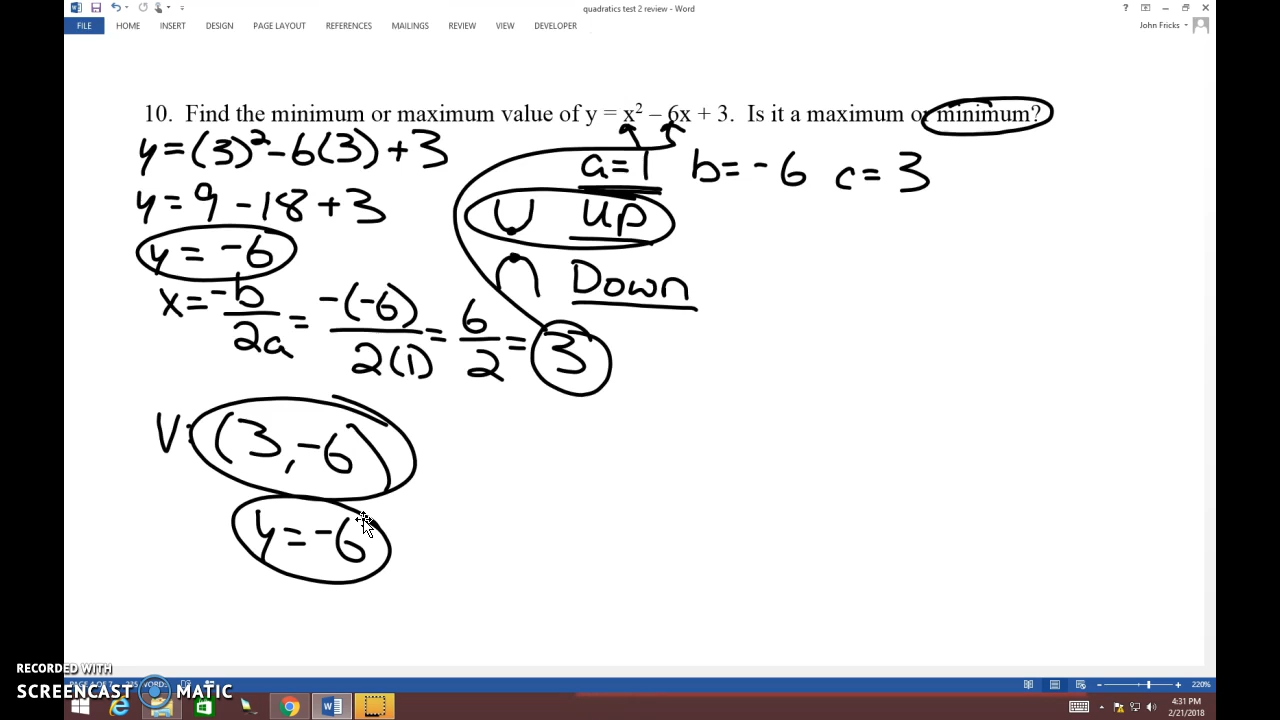 quadratics test 2 review - Word
?
FILE HOME INSERT DESIGN PAGE LAYOUT REFERENCES MAILINGS REVIEW VIEW DEVELOPER
John Fricks
10. Find the minimum or maximum value of y = x² – 6x + 3. Is it a maximum or minimum?
y=(3)²-6(3)+3
a=1 b=-6 c=3
y=9-18+3
UP
y=-6
Down
x=-b/2a = -(-6)/2(1) = 6/2 = 3
V:(3,-6)
y=-6
RECORDED WITH
SCREENCAST MATIC
220%
4:31 PM
2/21/2018